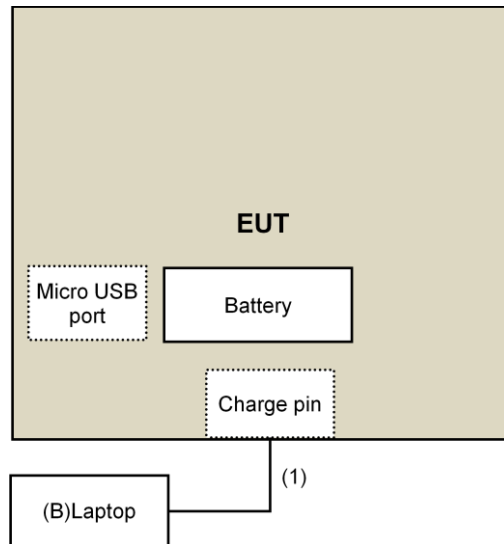 EUT
Micro USB
port
Battery
Charge pin
(1)
(B)Laptop